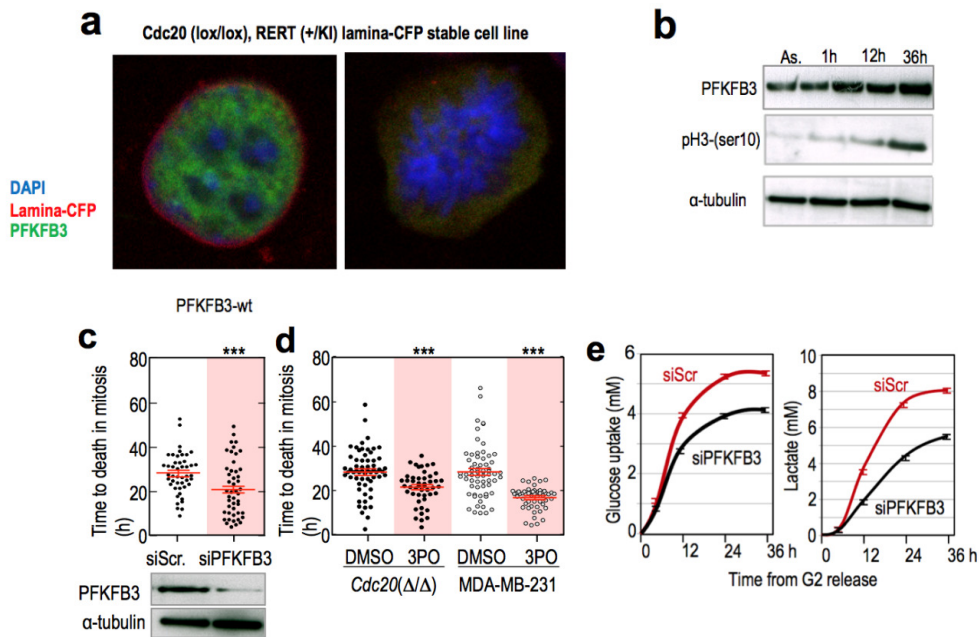 a
Cdc20 (lox/lox), RERT (+/KI) lamina-CFP stable cell line
DAPI
Lamina-CFP
PFKFB3
PFKFB3-wt
b
As. 1h 12h 36h
PFKFB3
pH3-(ser10)
α-tubulin
c
***
Time to death in mitosis
(h)
80
60
40
20
0
siScr. siPFKFB3
PFKFB3
α-tubulin
d
*** ***
Time to death in mitosis
(h)
80
60
40
20
0
DMSO 3PO DMSO 3PO
Cdc20(Δ/Δ) MDA-MB-231
e
Glucose uptake (mM)
6
4
2
0
siScr
siPFKFB3
0 12 24 36 h
Lactate (mM)
10
8
6
4
2
0
siScr
siPFKFB3
0 12 24 36 h
Time from G2 release